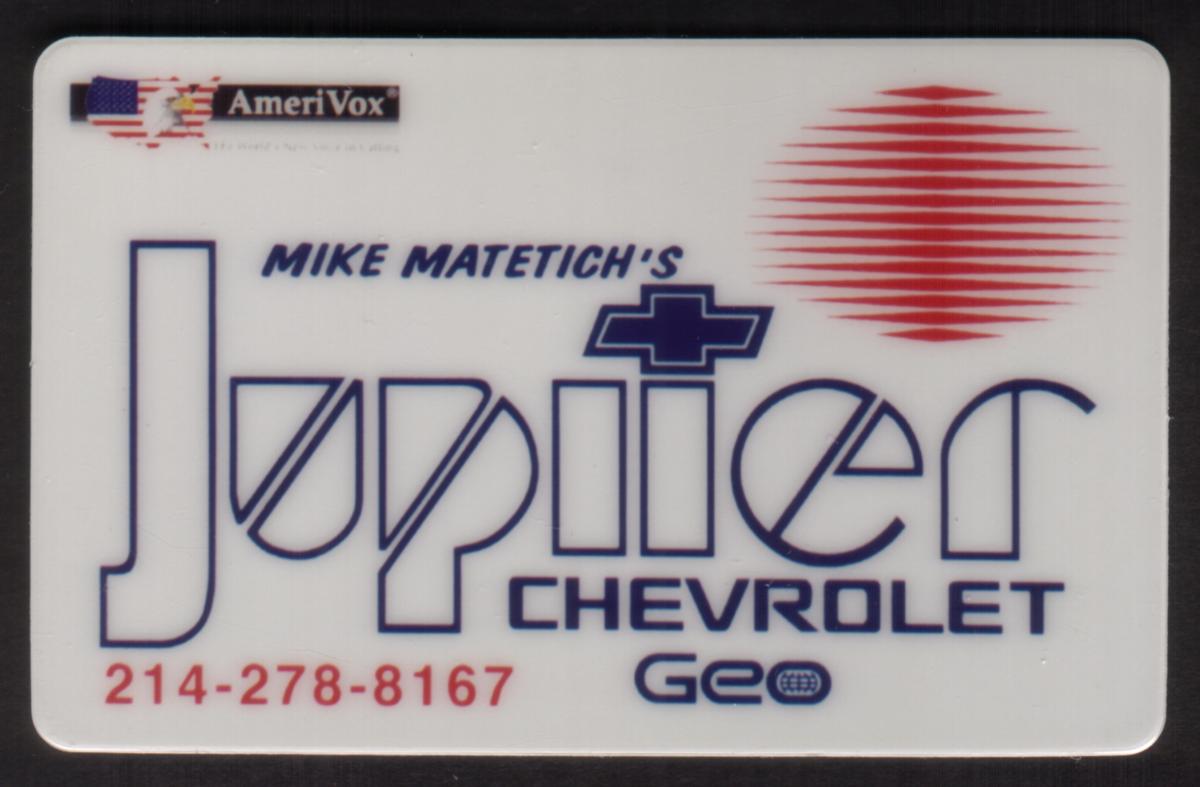 AmeriVox®
MIKE MATETICH'S
Jupiter
CHEVROLET
Geo
214-278-8167